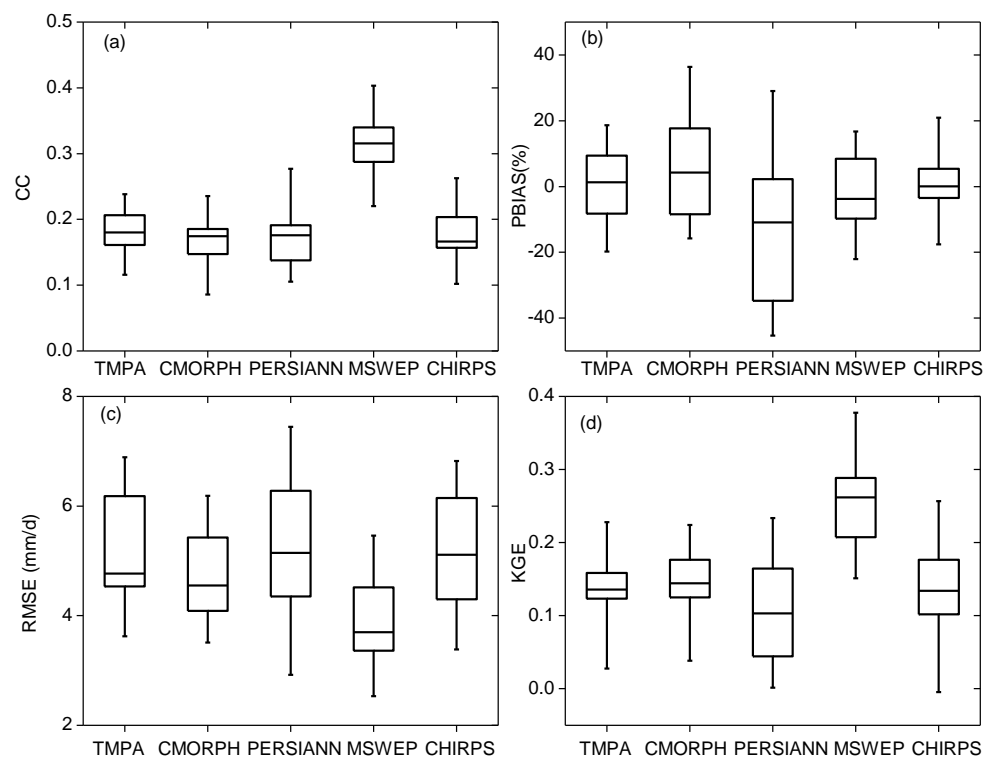 (a)
0.5
0.4
0.3
0.2
0.1
0.0
CC
TMPA CMORPH PERSIANN MSWEP CHIRPS
(b)
40
20
0
-20
-40
PBIAS(%)
TMPA CMORPH PERSIANN MSWEP CHIRPS
(c)
8
6
4
2
RMSE (mm/d)
TMPA CMORPH PERSIANN MSWEP CHIRPS
(d)
0.4
0.3
0.2
0.1
0.0
KGE
TMPA CMORPH PERSIANN MSWEP CHIRPS